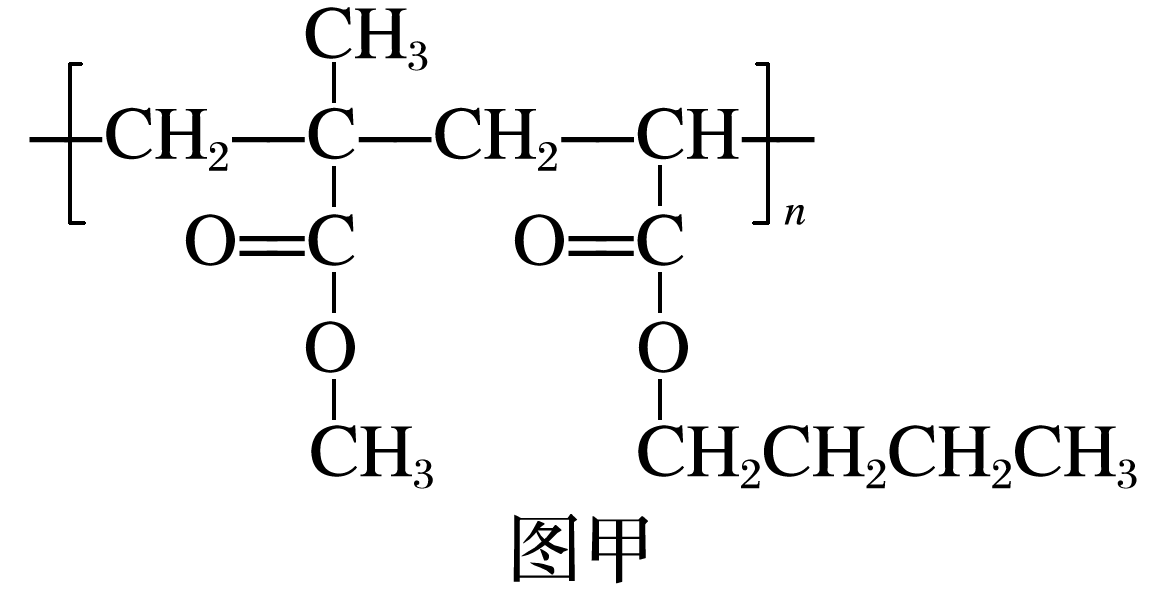 CH₃
[CH₂—C—CH₂—CH]n
O=C O=C
O O
CH₃ CH₂CH₂CH₂CH₃
图甲